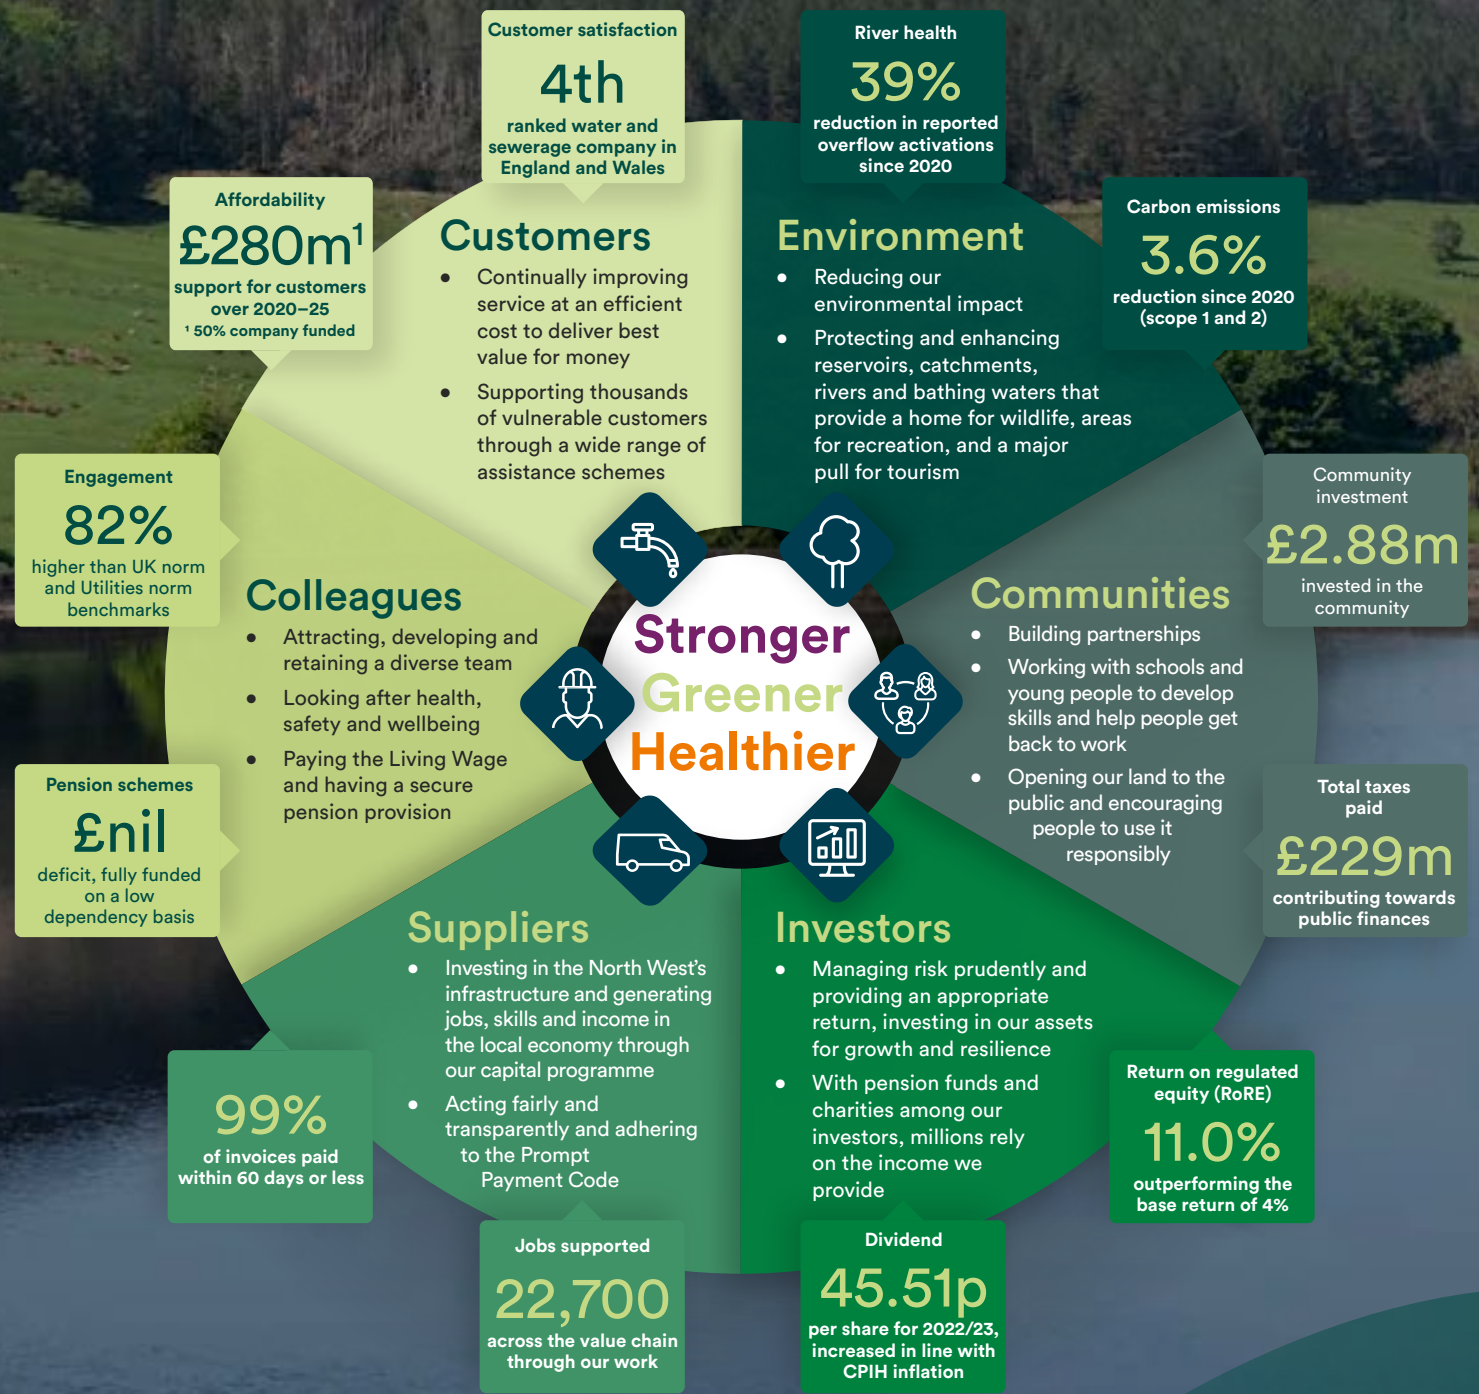 Customer satisfaction
4th
ranked water and
sewerage company in
England and Wales
River health
39%
reduction in reported
overflow activations
since 2020
Affordability
£280m¹
support for customers
over 2020–25
¹ 50% company funded
Carbon emissions
3.6%
reduction since 2020
(scope 1 and 2)
Customers
• Continually improving
service at an efficient
cost to deliver best
value for money
• Supporting thousands
of vulnerable customers
through a wide range of
assistance schemes
Environment
• Reducing our
environmental impact
• Protecting and enhancing
reservoirs, catchments,
rivers and bathing waters that
provide a home for wildlife, areas
for recreation, and a major
pull for tourism
Engagement
82%
higher than UK norm
and Utilities norm
benchmarks
Community
investment
£2.88m
invested in the
community
Colleagues
• Attracting, developing and
retaining a diverse team
• Looking after health,
safety and wellbeing
• Paying the Living Wage
and having a secure
pension provision
Stronger
Greener
Healthier
Communities
• Building partnerships
• Working with schools and
young people to develop
skills and help people get
back to work
• Opening our land to the
public and encouraging
people to use it
responsibly
Pension schemes
£nil
deficit, fully funded
on a low
dependency basis
Total taxes
paid
£229m
contributing towards
public finances
Suppliers
• Investing in the North West’s
infrastructure and generating
jobs, skills and income in
the local economy through
our capital programme
• Acting fairly and
transparently and adhering
to the Prompt
Payment Code
Investors
• Managing risk prudently and
providing an appropriate
return, investing in our assets
for growth and resilience
• With pension funds and
charities among our
investors, millions rely
on the income we
provide
99%
of invoices paid
within 60 days or less
Return on regulated
equity (RoRE)
11.0%
outperforming the
base return of 4%
Jobs supported
22,700
across the value chain
through our work
Dividend
45.51p
per share for 2022/23,
increased in line with
CPIH inflation